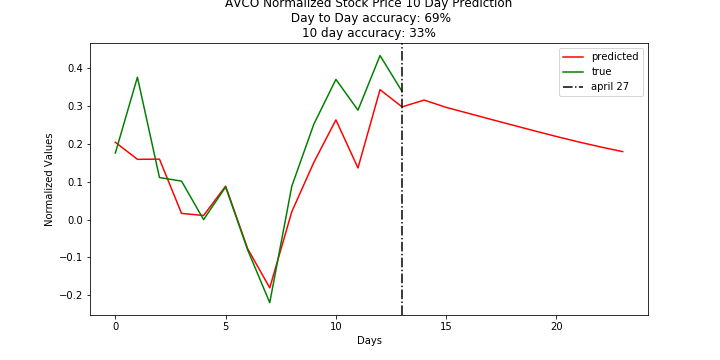 AVCO Normalized Stock Price 10 Day Prediction
Day to Day accuracy: 69%
10 day accuracy: 33%
predicted
true
april 27
Normalized Values
0.4
0.3
0.2
0.1
0.0
−0.1
−0.2
0 5 10 15 20
Days